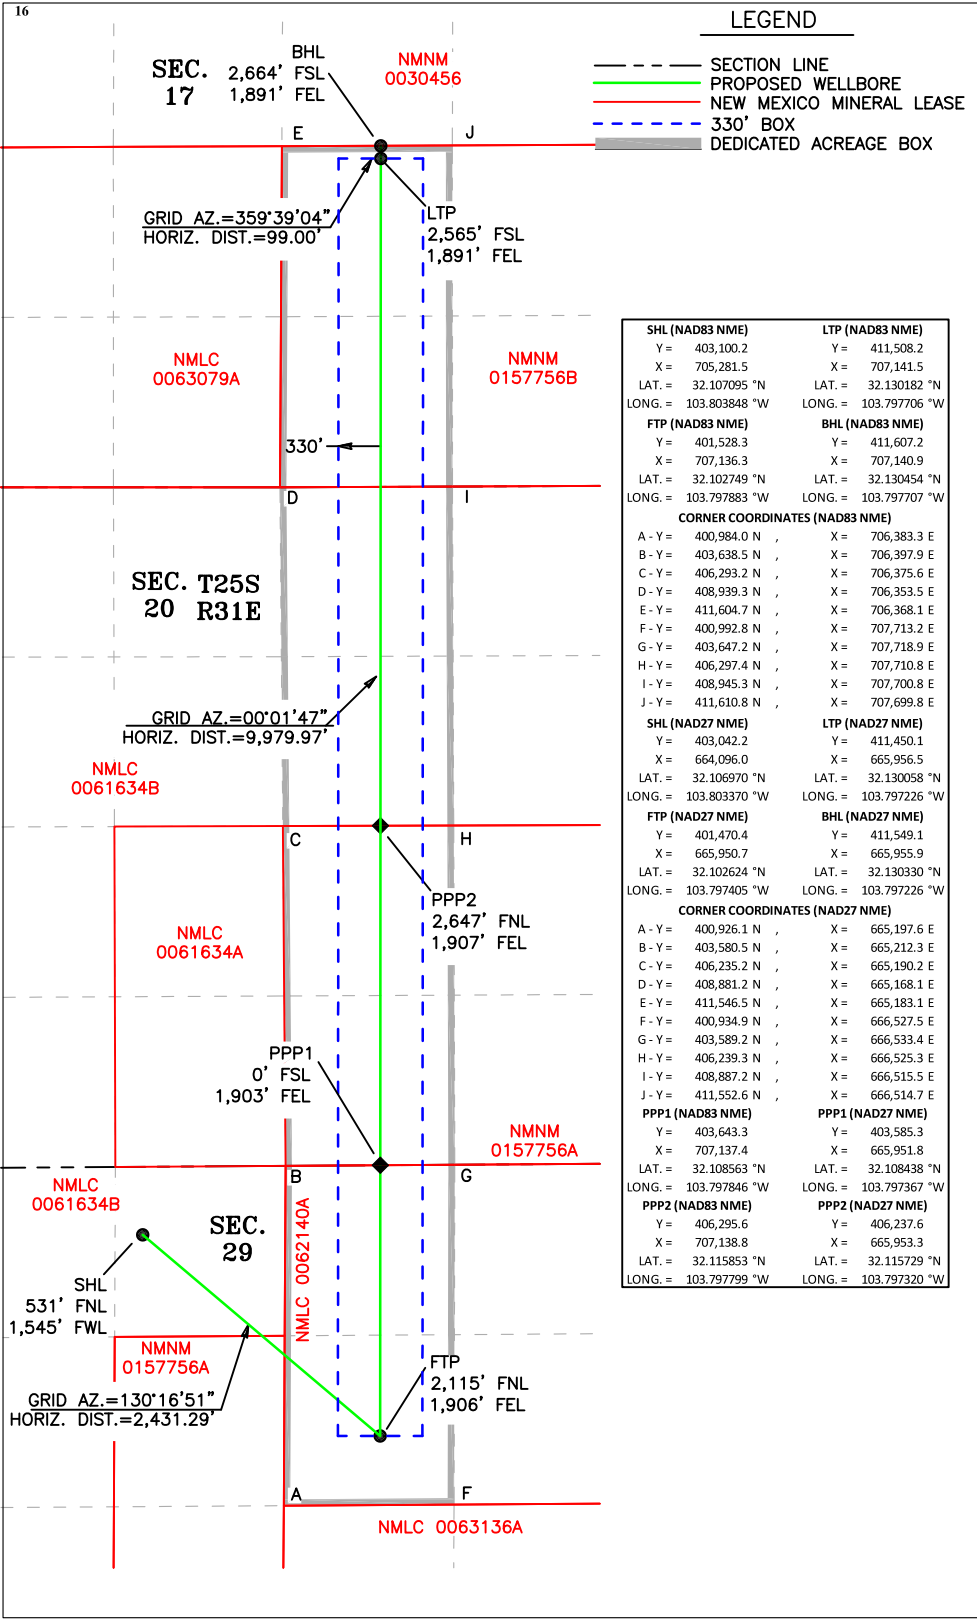 16
LEGEND
SECTION LINE
PROPOSED WELLBORE
NEW MEXICO MINERAL LEASE
330' BOX
DEDICATED ACREAGE BOX
SEC.
17
BHL
2,664' FSL
1,891' FEL
NMNM
0030456
E
J
GRID AZ.=359°39'04"
HORIZ. DIST.=99.00'
LTP
2,565' FSL
1,891' FEL
NMLC
0063079A
NMNM
0157756B
330'
D
I
SEC.
20
T25S
R31E
GRID AZ.=00°01'47"
HORIZ. DIST.=9,979.97'
NMLC
0061634B
C
H
PPP2
2,647' FNL
1,907' FEL
NMLC
0061634A
PPP1
0' FSL
1,903' FEL
NMNM
0157756A
B
G
NMLC
0061634B
SEC.
29
NMLC 0062140A
SHL
531' FNL
1,545' FWL
NMNM
0157756A
GRID AZ.=130°16'51"
HORIZ. DIST.=2,431.29'
FTP
2,115' FNL
1,906' FEL
A
F
NMLC 0063136A
SHL (NAD83 NME) LTP (NAD83 NME)
Y = 403,100.2 Y = 411,508.2
X = 705,281.5 X = 707,141.5
LAT. = 32.107095 °N LAT. = 32.130182 °N
LONG. = 103.803848 °W LONG. = 103.797706 °W
FTP (NAD83 NME) BHL (NAD83 NME)
Y = 401,528.3 Y = 411,607.2
X = 707,136.3 X = 707,140.9
LAT. = 32.102749 °N LAT. = 32.130454 °N
LONG. = 103.797883 °W LONG. = 103.797707 °W
CORNER COORDINATES (NAD83 NME)
A - Y = 400,984.0 N , X = 706,383.3 E
B - Y = 403,638.5 N , X = 706,397.9 E
C - Y = 406,293.2 N , X = 706,375.6 E
D - Y = 408,939.3 N , X = 706,353.5 E
E - Y = 411,604.7 N , X = 706,368.1 E
F - Y = 400,992.8 N , X = 707,713.2 E
G - Y = 403,647.2 N , X = 707,718.9 E
H - Y = 406,297.4 N , X = 707,710.8 E
I - Y = 408,945.3 N , X = 707,700.8 E
J - Y = 411,610.8 N , X = 707,699.8 E
SHL (NAD27 NME) LTP (NAD27 NME)
Y = 403,042.2 Y = 411,450.1
X = 664,096.0 X = 665,956.5
LAT. = 32.106970 °N LAT. = 32.130058 °N
LONG. = 103.803370 °W LONG. = 103.797226 °W
FTP (NAD27 NME) BHL (NAD27 NME)
Y = 401,470.4 Y = 411,549.1
X = 665,950.7 X = 665,955.9
LAT. = 32.102624 °N LAT. = 32.130330 °N
LONG. = 103.797405 °W LONG. = 103.797226 °W
CORNER COORDINATES (NAD27 NME)
A - Y = 400,926.1 N , X = 665,197.6 E
B - Y = 403,580.5 N , X = 665,212.3 E
C - Y = 406,235.2 N , X = 665,190.2 E
D - Y = 408,881.2 N , X = 665,168.1 E
E - Y = 411,546.5 N , X = 665,183.1 E
F - Y = 400,934.9 N , X = 666,527.5 E
G - Y = 403,589.2 N , X = 666,533.4 E
H - Y = 406,239.3 N , X = 666,525.3 E
I - Y = 408,887.2 N , X = 666,515.5 E
J - Y = 411,552.6 N , X = 666,514.7 E
PPP1 (NAD83 NME) PPP1 (NAD27 NME)
Y = 403,643.3 Y = 403,585.3
X = 707,137.4 X = 665,951.8
LAT. = 32.108563 °N LAT. = 32.108438 °N
LONG. = 103.797846 °W LONG. = 103.797367 °W
PPP2 (NAD83 NME) PPP2 (NAD27 NME)
Y = 406,295.6 Y = 406,237.6
X = 707,138.8 X = 665,953.3
LAT. = 32.115853 °N LAT. = 32.115729 °N
LONG. = 103.797799 °W LONG. = 103.797320 °W